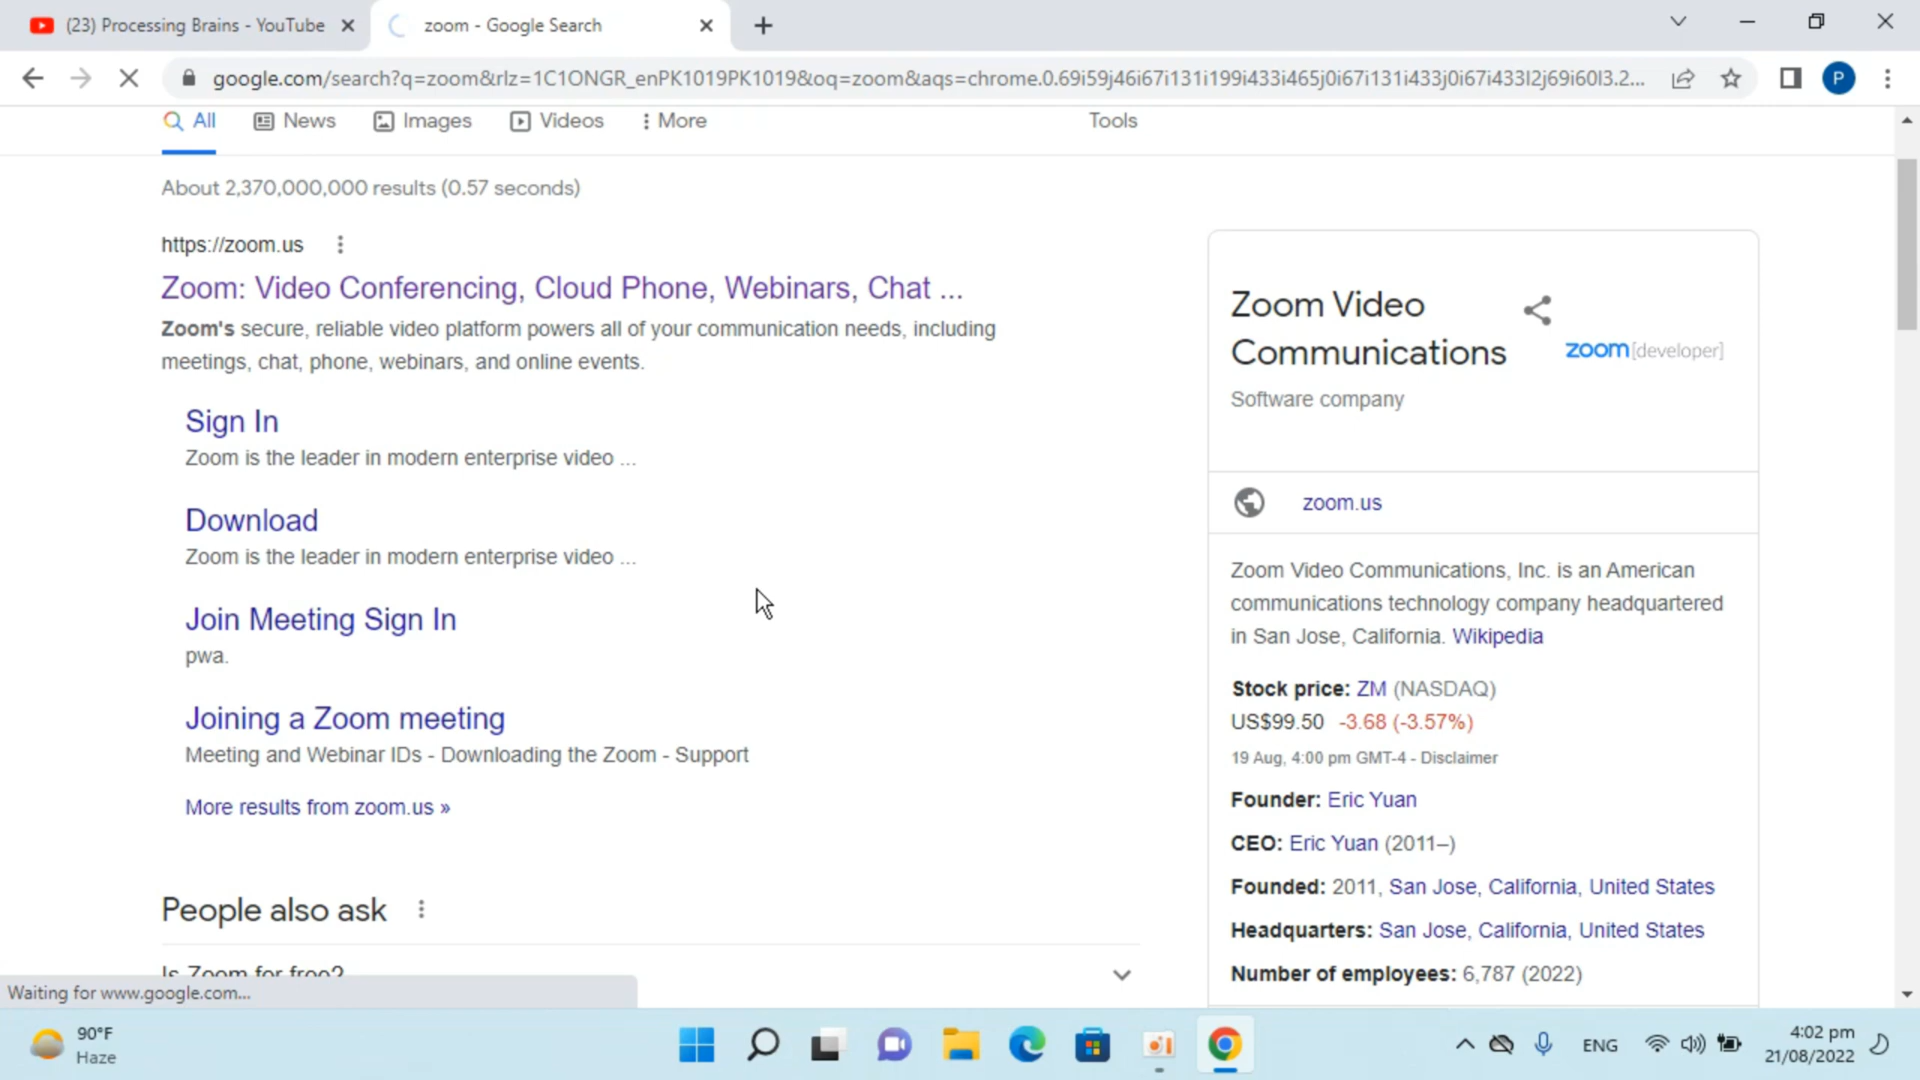 (23) Processing Brains - YouTube
zoom - Google Search
google.com/search?q=zoom&rlz=1C1ONGR_enPK1019PK1019&oq=zoom&aqs=chrome.0.69i59j46i67i131i199i433i465j0i67i131i433j0i67i433l2j69i60l3.2...
P
All
News
Images
Videos
More
Tools
About 2,370,000,000 results (0.57 seconds)
https://zoom.us
Zoom: Video Conferencing, Cloud Phone, Webinars, Chat ...
Zoom's secure, reliable video platform powers all of your communication needs, including
meetings, chat, phone, webinars, and online events.
Sign In
Zoom is the leader in modern enterprise video ...
Download
Zoom is the leader in modern enterprise video ...
Join Meeting Sign In
pwa.
Joining a Zoom meeting
Meeting and Webinar IDs - Downloading the Zoom - Support
More results from zoom.us »
People also ask
Is Zoom for free?
Waiting for www.google.com...
Zoom Video
Communications
zoom[developer]
Software company
zoom.us
Zoom Video Communications, Inc. is an American
communications technology company headquartered
in San Jose, California. Wikipedia
Stock price: ZM (NASDAQ)
US$99.50 -3.68 (-3.57%)
19 Aug, 4:00 pm GMT-4 - Disclaimer
Founder: Eric Yuan
CEO: Eric Yuan (2011–)
Founded: 2011, San Jose, California, United States
Headquarters: San Jose, California, United States
Number of employees: 6,787 (2022)
90°F
Haze
ENG
4:02 pm
21/08/2022